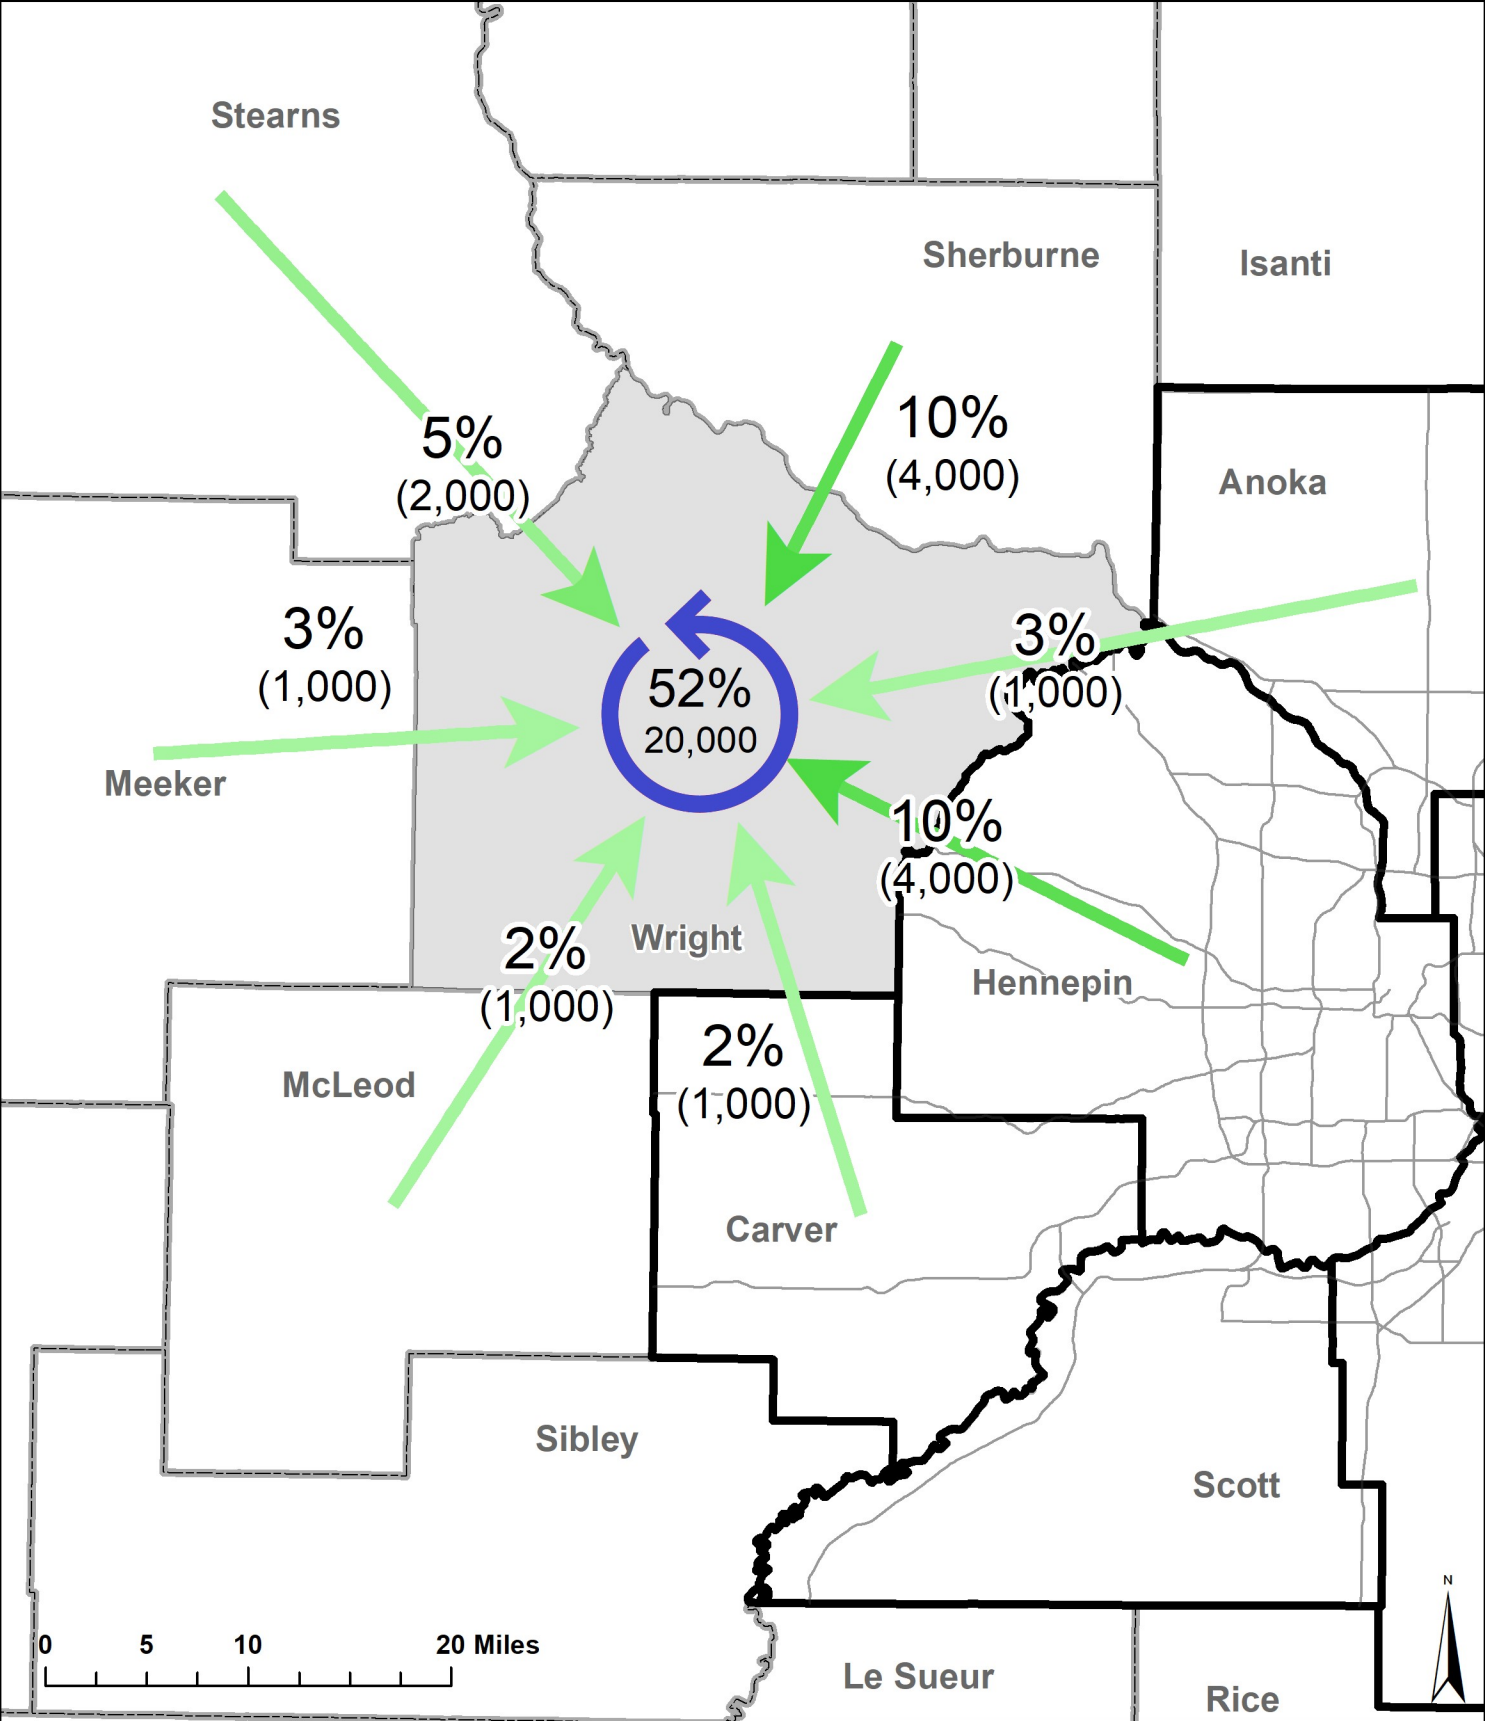 Stearns
Sherburne
Isanti
10%
(4,000)
5%
(2,000)
Anoka
3%
(1,000)
3%
(1,000)
52%
20,000
Meeker
10%
(4,000)
Wright
2%
(1,000)
Hennepin
2%
(1,000)
McLeod
Carver
Sibley
Scott
N
0 5 10 20 Miles
Le Sueur
Rice